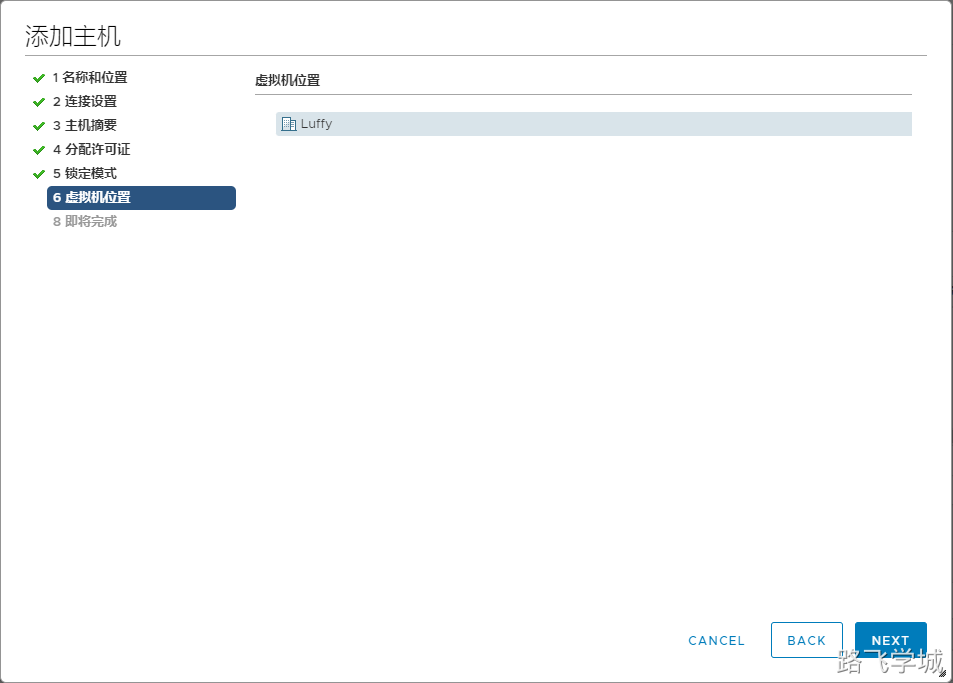 添加主机
1 名称和位置
2 连接设置
3 主机摘要
4 分配许可证
5 锁定模式
6 虚拟机位置
8 即将完成
虚拟机位置
Luffy
CANCEL
BACK
NEXT
路飞学城